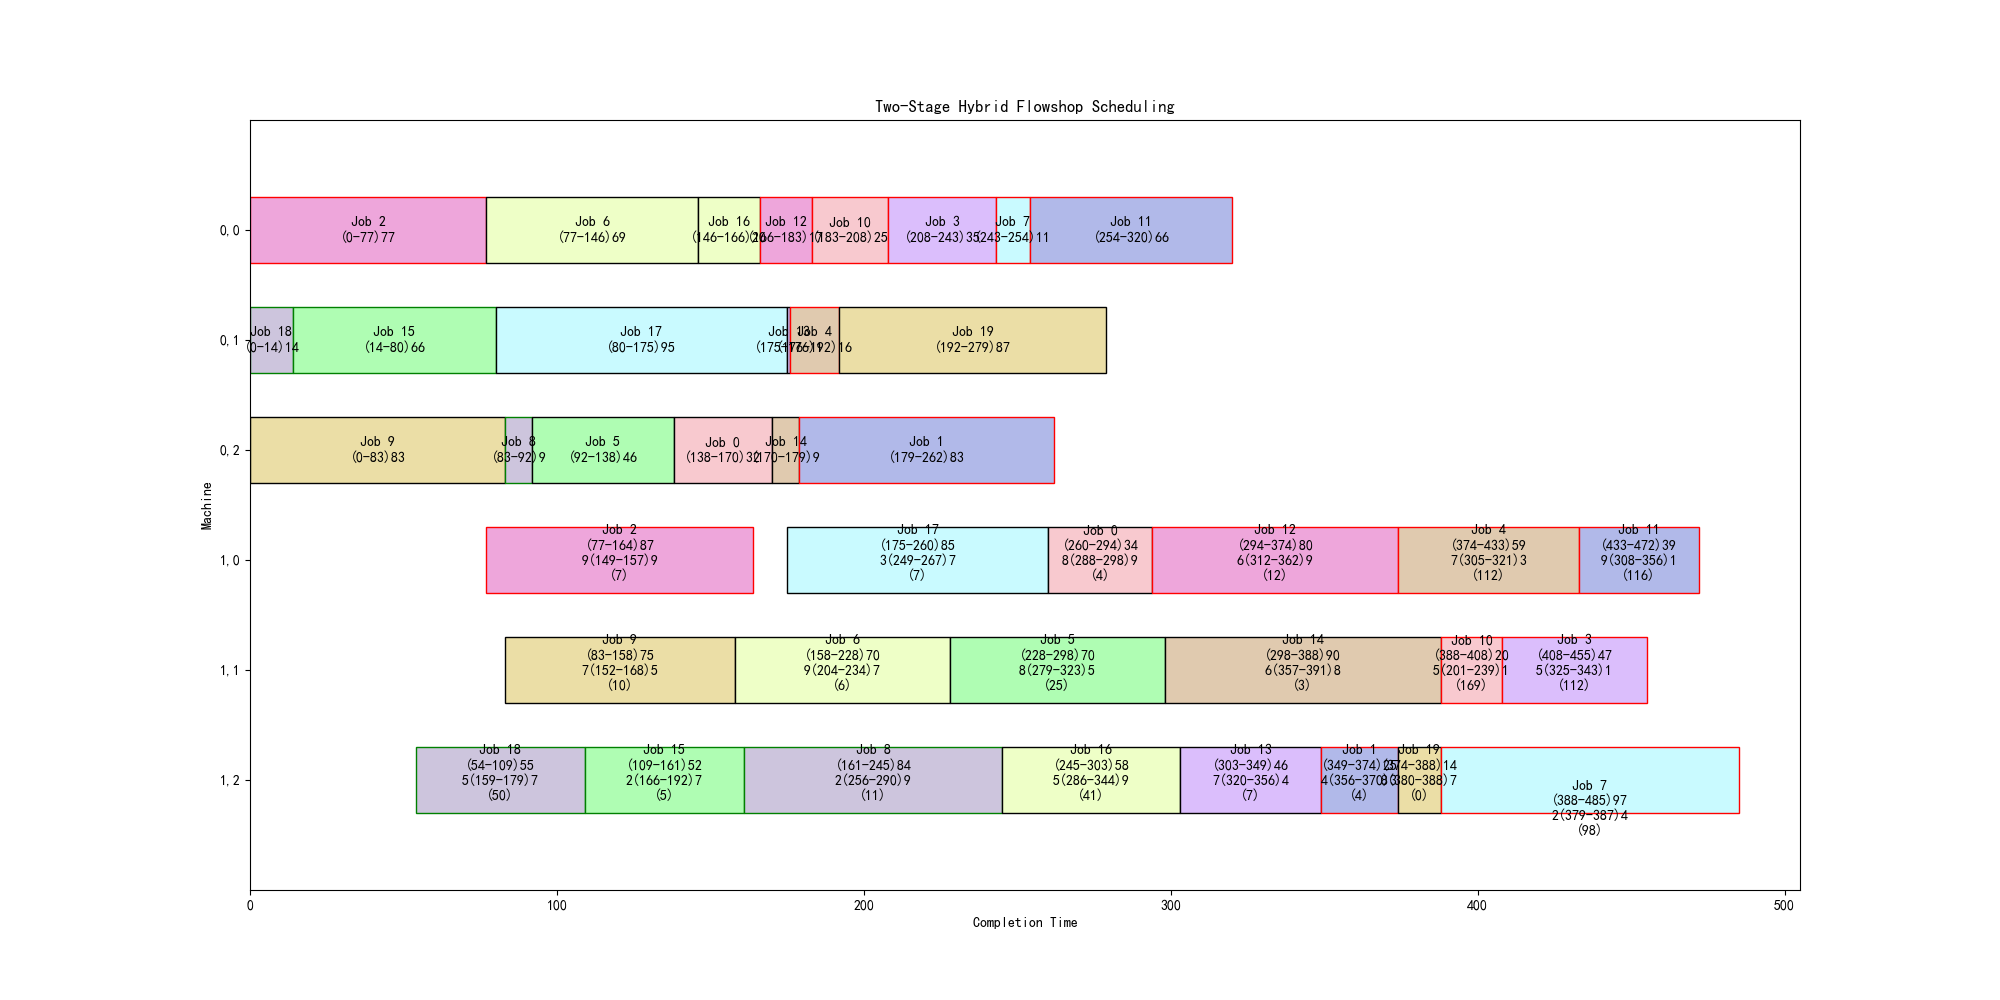 Two-Stage Hybrid Flowshop Scheduling
0,0
Job 2
(0-77)77
Job 6
(77-146)69
Job 16
(146-166)20
Job 12
(166-183)17
Job 10
(183-208)25
Job 3
(208-243)35
Job 7
(243-254)11
Job 11
(254-320)66
0,1
Job 18
(0-14)14
Job 15
(14-80)66
Job 17
(80-175)95
Job 13
(175-176)1
Job 4
(176-192)16
Job 19
(192-279)87
0,2
Job 9
(0-83)83
Job 8
(83-92)9
Job 5
(92-138)46
Job 0
(138-170)32
Job 14
(170-179)9
Job 1
(179-262)83
Machine
1,0
Job 2
(77-164)87
9(149-157)9
(7)
Job 17
(175-260)85
3(249-267)7
(7)
Job 0
(260-294)34
8(288-298)9
(4)
Job 12
(294-374)80
6(312-362)9
(12)
Job 4
(374-433)59
7(305-321)3
(112)
Job 11
(433-472)39
9(308-356)1
(116)
1,1
Job 9
(83-158)75
7(152-168)5
(10)
Job 6
(158-228)70
9(204-234)7
(6)
Job 5
(228-298)70
8(279-323)5
(25)
Job 14
(298-388)90
6(357-391)8
(3)
Job 10
(388-408)20
5(201-239)1
(169)
Job 3
(408-455)47
5(325-343)1
(112)
1,2
Job 18
(54-109)55
5(159-179)7
(50)
Job 15
(109-161)52
2(166-192)7
(5)
Job 8
(161-245)84
2(256-290)9
(11)
Job 16
(245-303)58
5(286-344)9
(41)
Job 13
(303-349)46
7(320-356)4
(7)
Job 1
(349-374)25
(4)
Job 19
(374-388)14
(0)
Job 7
(388-485)97
2(379-387)4
(98)
0 100 200 300 400 500
Completion Time